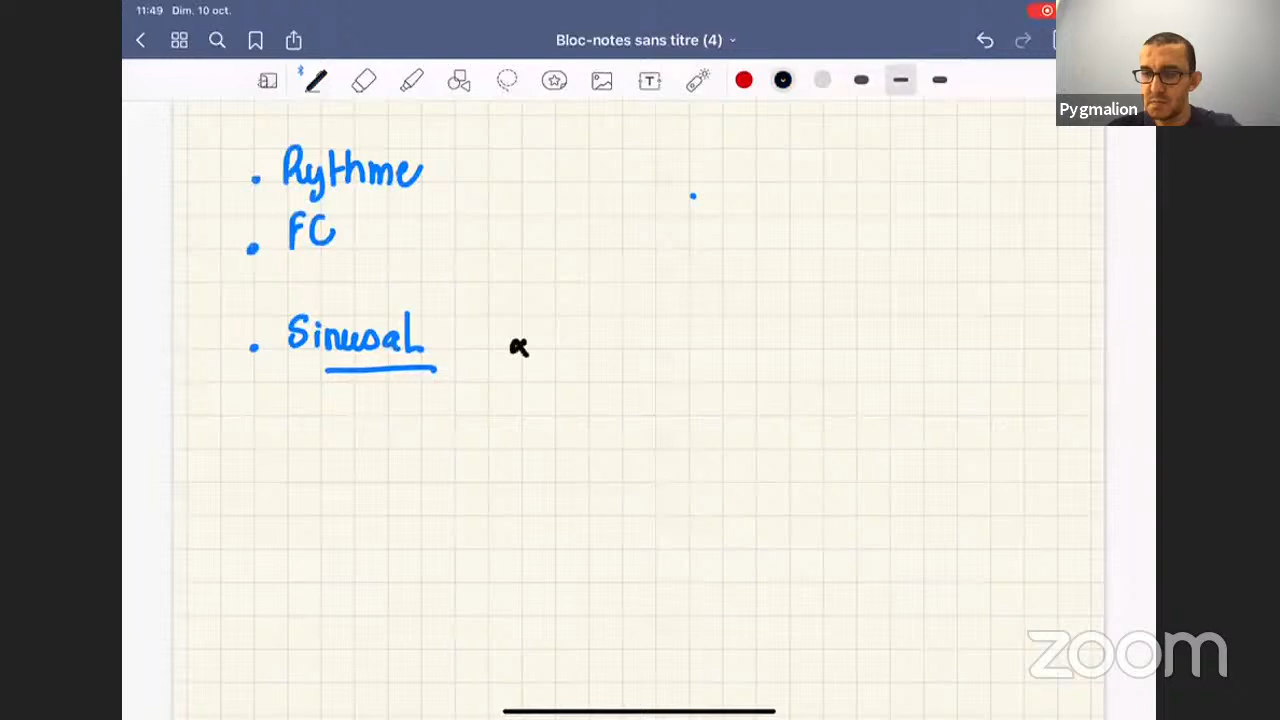 11:49 Dim. 10 oct.
Bloc-notes sans titre (4)
Pygmalion
. Rythme
. FC
. Sinusal α
zoom